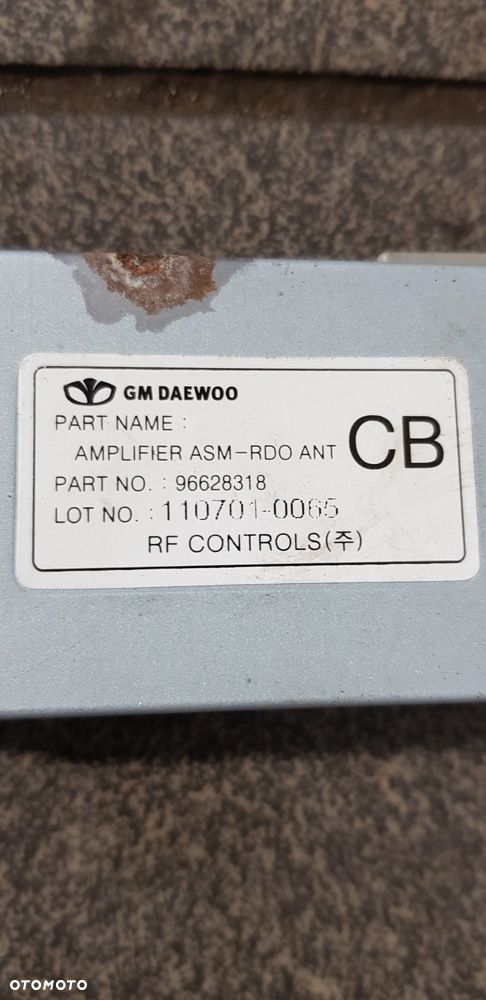 GM DAEWOO
PART NAME :
AMPLIFIER ASM-RDO ANT
CB
PART NO. : 96628318
LOT NO. : 110701-0065
RF CONTROLS(주)
OTOMOTO